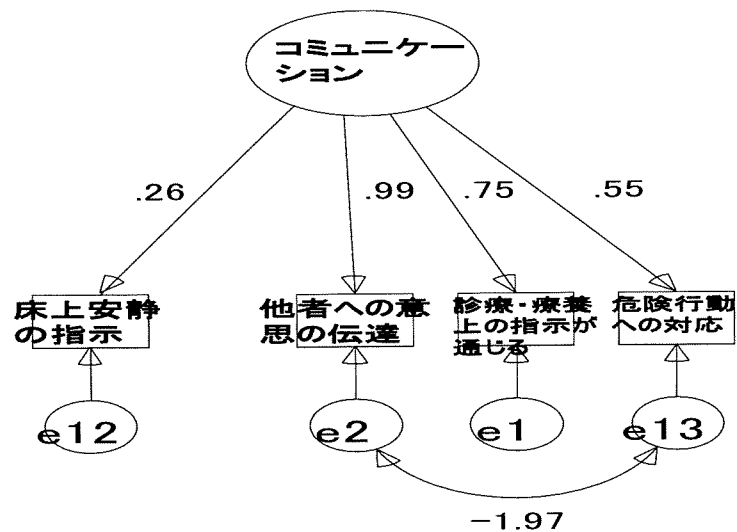 コミュニケー
ション
.26
.99
.75
.55
床上安静
の指示
他者への意
思の伝達
診療・療養
上の指示が
通じる
危険行動
への対応
e12
e2
e1
e13
-1.97